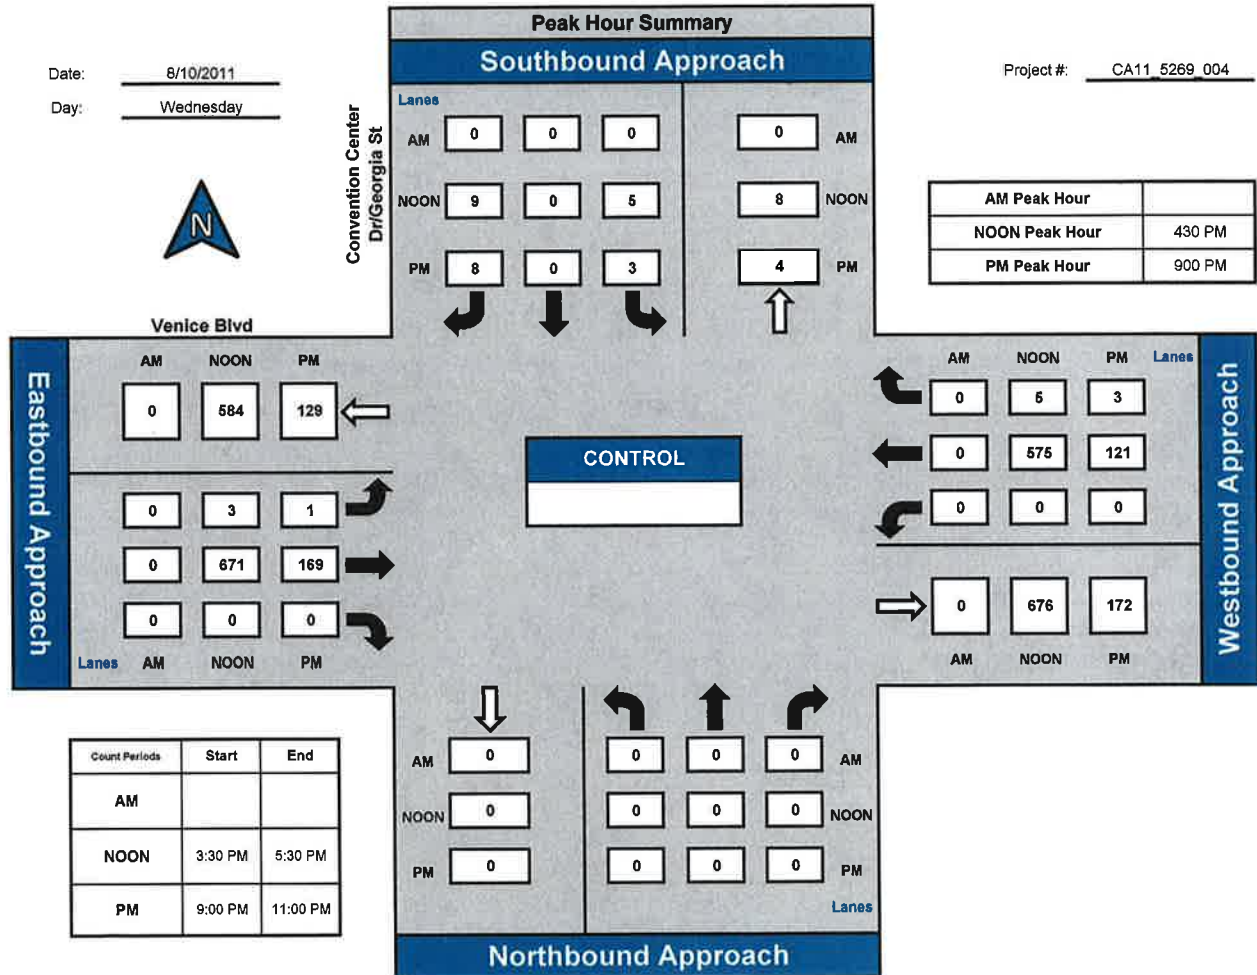 Peak Hour Summary
Southbound Approach
Date: 8/10/2011
Day: Wednesday
Project #: CA11_5269_004
N
Convention Center
Dr/Georgia St
Lanes
AM 0 0 0 0 AM
NOON 9 0 5 8 NOON
PM 8 0 3 4 PM
AM Peak Hour
NOON Peak Hour 430 PM
PM Peak Hour 900 PM
Venice Blvd
Eastbound Approach
AM NOON PM
0 584 129
0 3 1
0 671 169
0 0 0
Lanes AM NOON PM
CONTROL
AM NOON PM Lanes
0 5 3
0 575 121
0 0 0
0 676 172
AM NOON PM
Westbound Approach
Count Periods Start End
AM
NOON 3:30 PM 5:30 PM
PM 9:00 PM 11:00 PM
AM 0 0 0 0 AM
NOON 0 0 0 0 NOON
PM 0 0 0 0 PM
Lanes
Northbound Approach